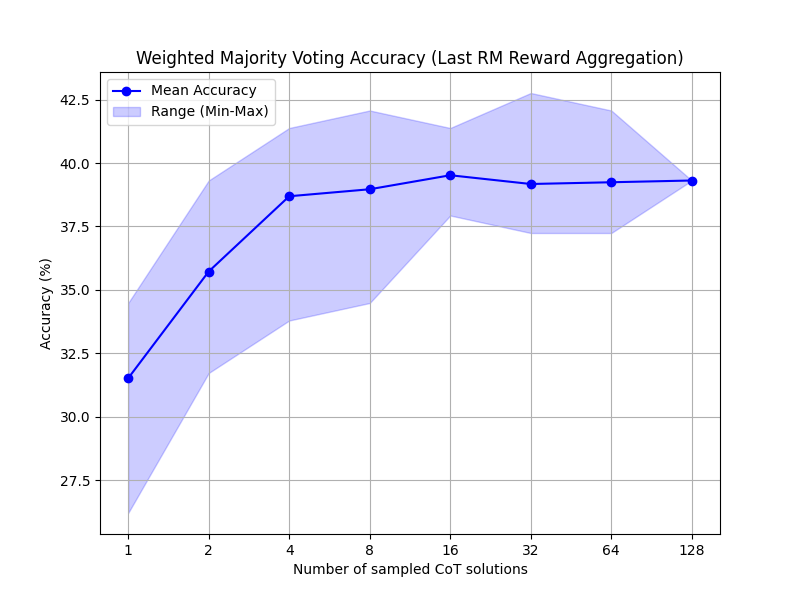 Weighted Majority Voting Accuracy (Last RM Reward Aggregation)
Mean Accuracy
Range (Min-Max)
42.5
40.0
37.5
35.0
32.5
30.0
27.5
Accuracy (%)
1 2 4 8 16 32 64 128
Number of sampled CoT solutions